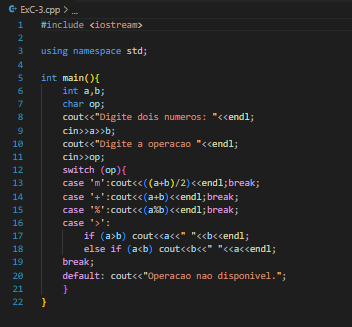 ExC-3.cpp > ...
1 #include <iostream>
2
3 using namespace std;
4
5 int main(){
6 int a,b;
7 char op;
8 cout<<"Digite dois numeros: "<<endl;
9 cin>>a>>b;
10 cout<<"Digite a operacao "<<endl;
11 cin>>op;
12 switch (op){
13 case 'm':cout<<((a+b)/2)<<endl;break;
14 case '+':cout<<(a+b)<<endl;break;
15 case '%':cout<<(a%b)<<endl;break;
16 case '>':
17 if (a>b) cout<<a<<" "<<b<<endl;
18 else if (a<b) cout<<b<<" "<<a<<endl;
19 break;
20 default: cout<<"Operacao nao disponivel.";
21 }
22 }